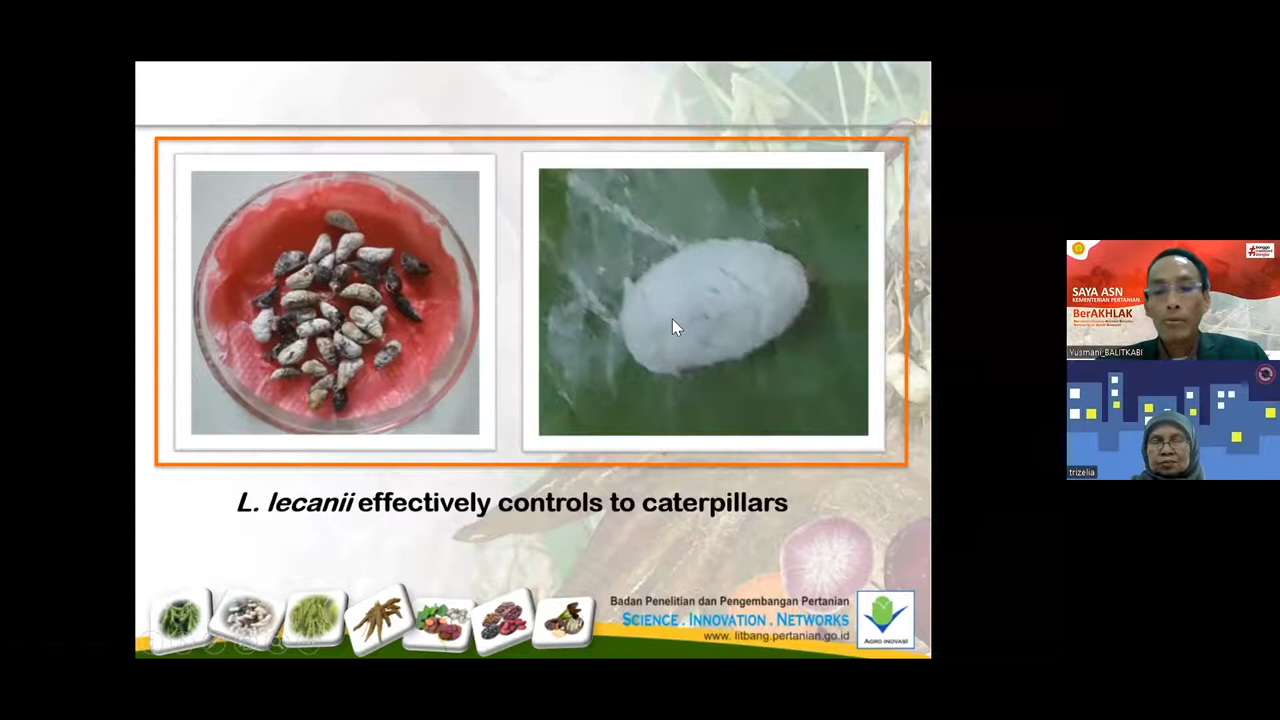 L. lecanii effectively controls to caterpillars
Badan Penelitian dan Pengembangan Pertanian
SCIENCE . INNOVATION . NETWORKS
www. litbang.pertanian.go.id
AGRO INOVASI
SAYA ASN
KEMENTERIAN PERTANIAN
BerAKHLAK
Yusmani_BALITKABI
trizelia